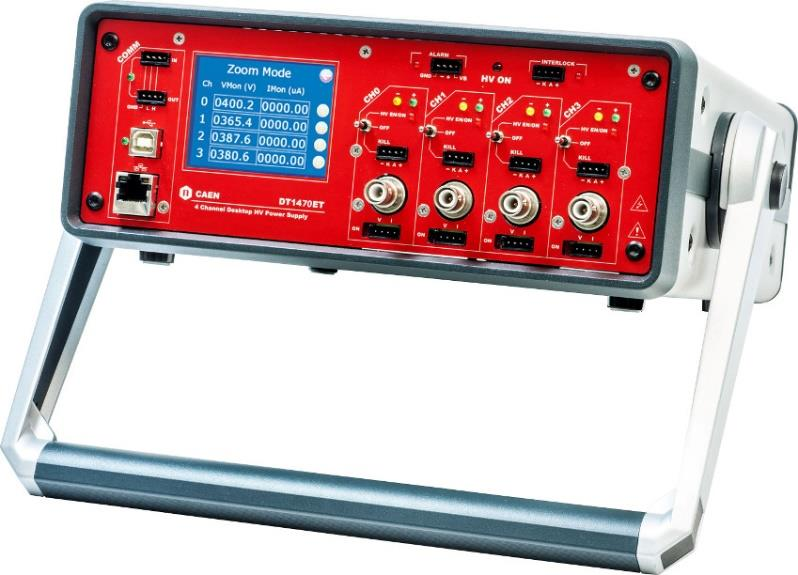 COMM
IN
OUT
GND - L H
Zoom Mode
Ch VMon (V) IMon (uA)
0 0400.2 0000.00
1 0365.4 0000.00
2 0387.6 0000.00
3 0380.6 0000.00
n CAEN DT1470ET
4 Channel Desktop HV Power Supply
ALARM
GND
VS
HV ON
INTERLOCK
- K A +
CH0
- +
HV EN/ON
OFF
KILL
- K A +
V I
ON
CH1
- +
HV EN/ON
OFF
KILL
- K A +
V I
ON
CH2
- +
HV EN/ON
OFF
KILL
- K A +
V I
ON
CH3
- +
HV EN/ON
OFF
KILL
- K A +
V I
ON